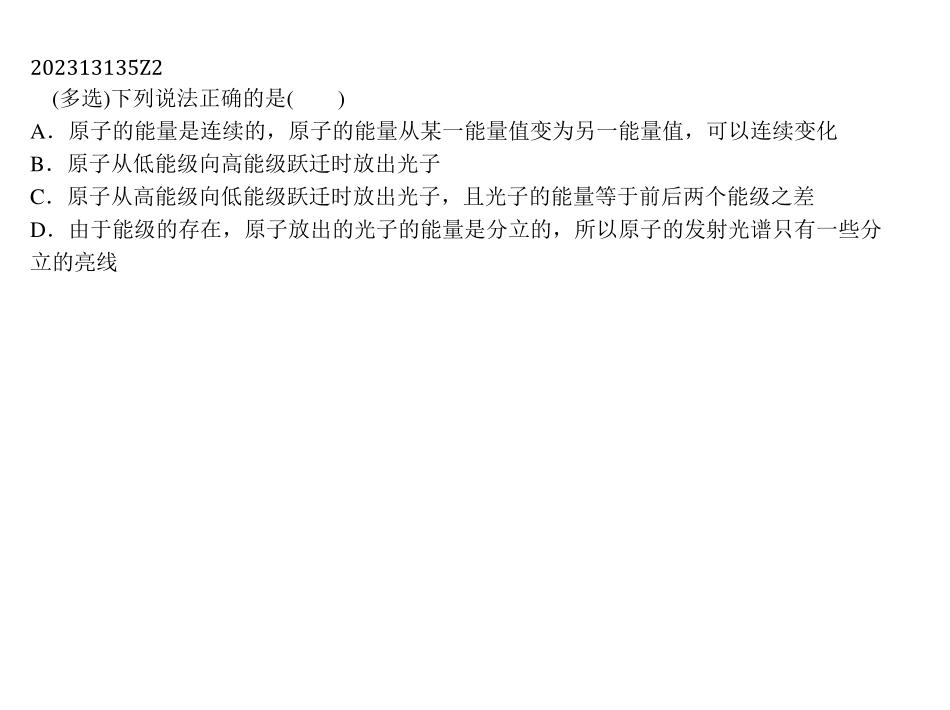 202313135Z2
(多选)下列说法正确的是(　　)
A．原子的能量是连续的，原子的能量从某一能量值变为另一能量值，可以连续变化
B．原子从低能级向高能级跃迁时放出光子
C．原子从高能级向低能级跃迁时放出光子，且光子的能量等于前后两个能级之差
D．由于能级的存在，原子放出的光子的能量是分立的，所以原子的发射光谱只有一些分
立的亮线